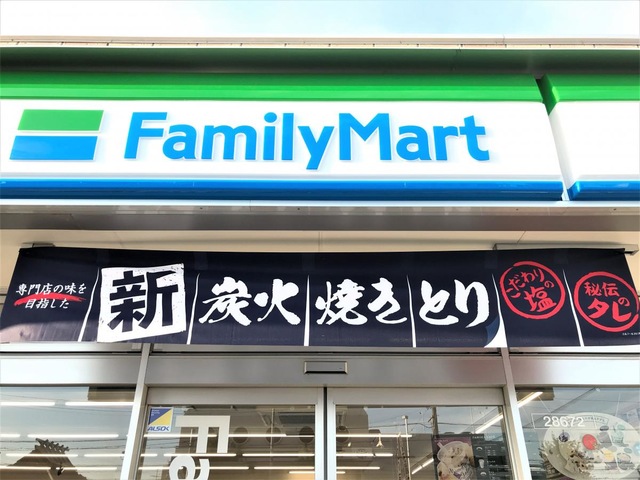 FamilyMart
専門店の味を
目指した
新 炭火焼きとり
こだわりの
塩
秘伝の
タレ
ALSOK
28672